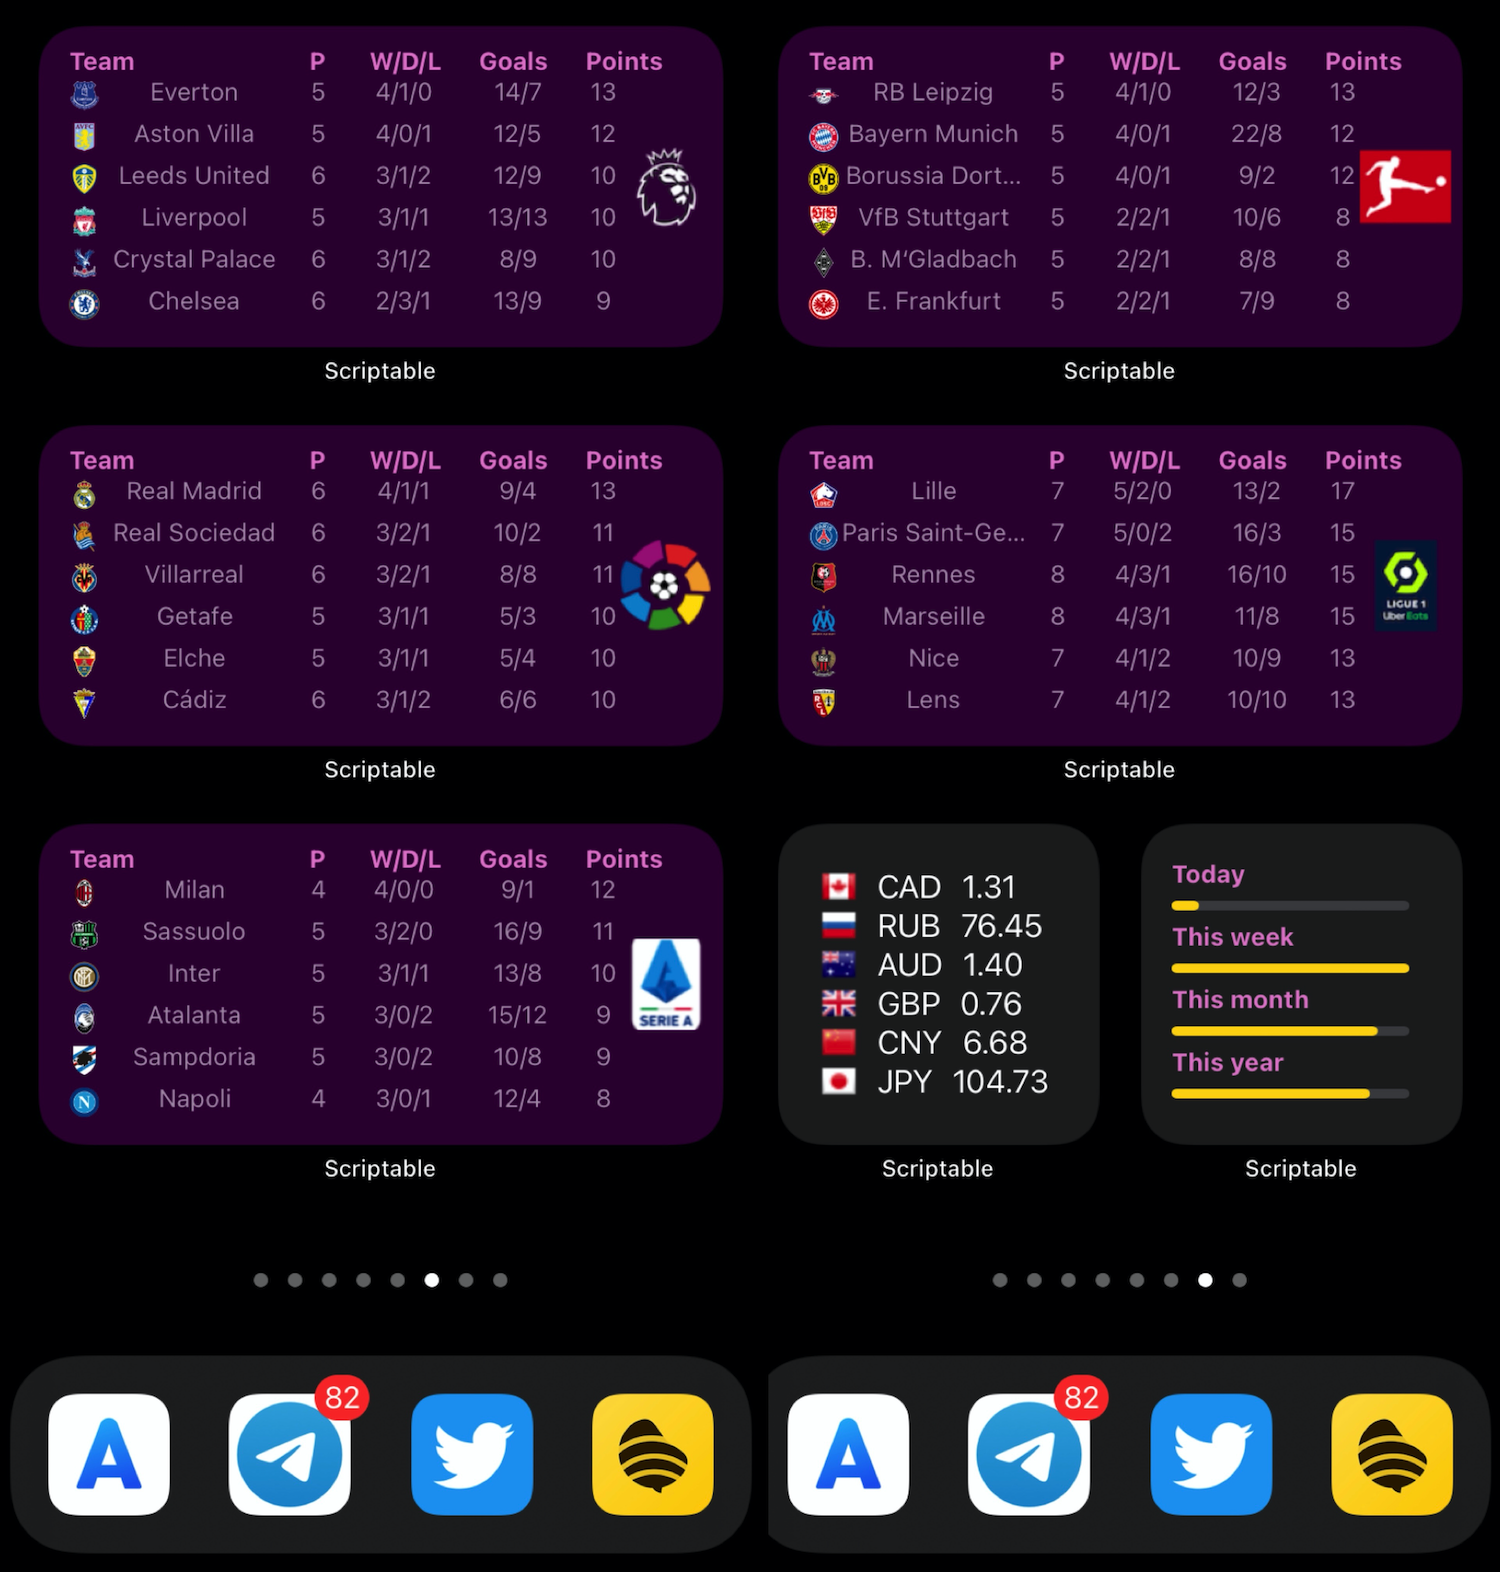 Team P W/D/L Goals Points
Everton 5 4/1/0 14/7 13
Aston Villa 5 4/0/1 12/5 12
Leeds United 6 3/1/2 12/9 10
Liverpool 5 3/1/1 13/13 10
Crystal Palace 6 3/1/2 8/9 10
Chelsea 6 2/3/1 13/9 9
Scriptable
Team P W/D/L Goals Points
RB Leipzig 5 4/1/0 12/3 13
Bayern Munich 5 4/0/1 22/8 12
Borussia Dort... 5 4/0/1 9/2 12
VfB Stuttgart 5 2/2/1 10/6 8
B. M‘Gladbach 5 2/2/1 8/8 8
E. Frankfurt 5 2/2/1 7/9 8
Scriptable
Team P W/D/L Goals Points
Real Madrid 6 4/1/1 9/4 13
Real Sociedad 6 3/2/1 10/2 11
Villarreal 6 3/2/1 8/8 11
Getafe 5 3/1/1 5/3 10
Elche 5 3/1/1 5/4 10
Cádiz 6 3/1/2 6/6 10
Scriptable
Team P W/D/L Goals Points
Lille 7 5/2/0 13/2 17
Paris Saint-Ge... 7 5/0/2 16/3 15
Rennes 8 4/3/1 16/10 15
Marseille 8 4/3/1 11/8 15
Nice 7 4/1/2 10/9 13
Lens 7 4/1/2 10/10 13
LIGUE 1
Uber Eats
Scriptable
Team P W/D/L Goals Points
Milan 4 4/0/0 9/1 12
Sassuolo 5 3/2/0 16/9 11
Inter 5 3/1/1 13/8 10
Atalanta 5 3/0/2 15/12 9
Sampdoria 5 3/0/2 10/8 9
Napoli 4 3/0/1 12/4 8
SERIE A
Scriptable
CAD 1.31
RUB 76.45
AUD 1.40
GBP 0.76
CNY 6.68
JPY 104.73
Scriptable
Today
This week
This month
This year
Scriptable
82
82